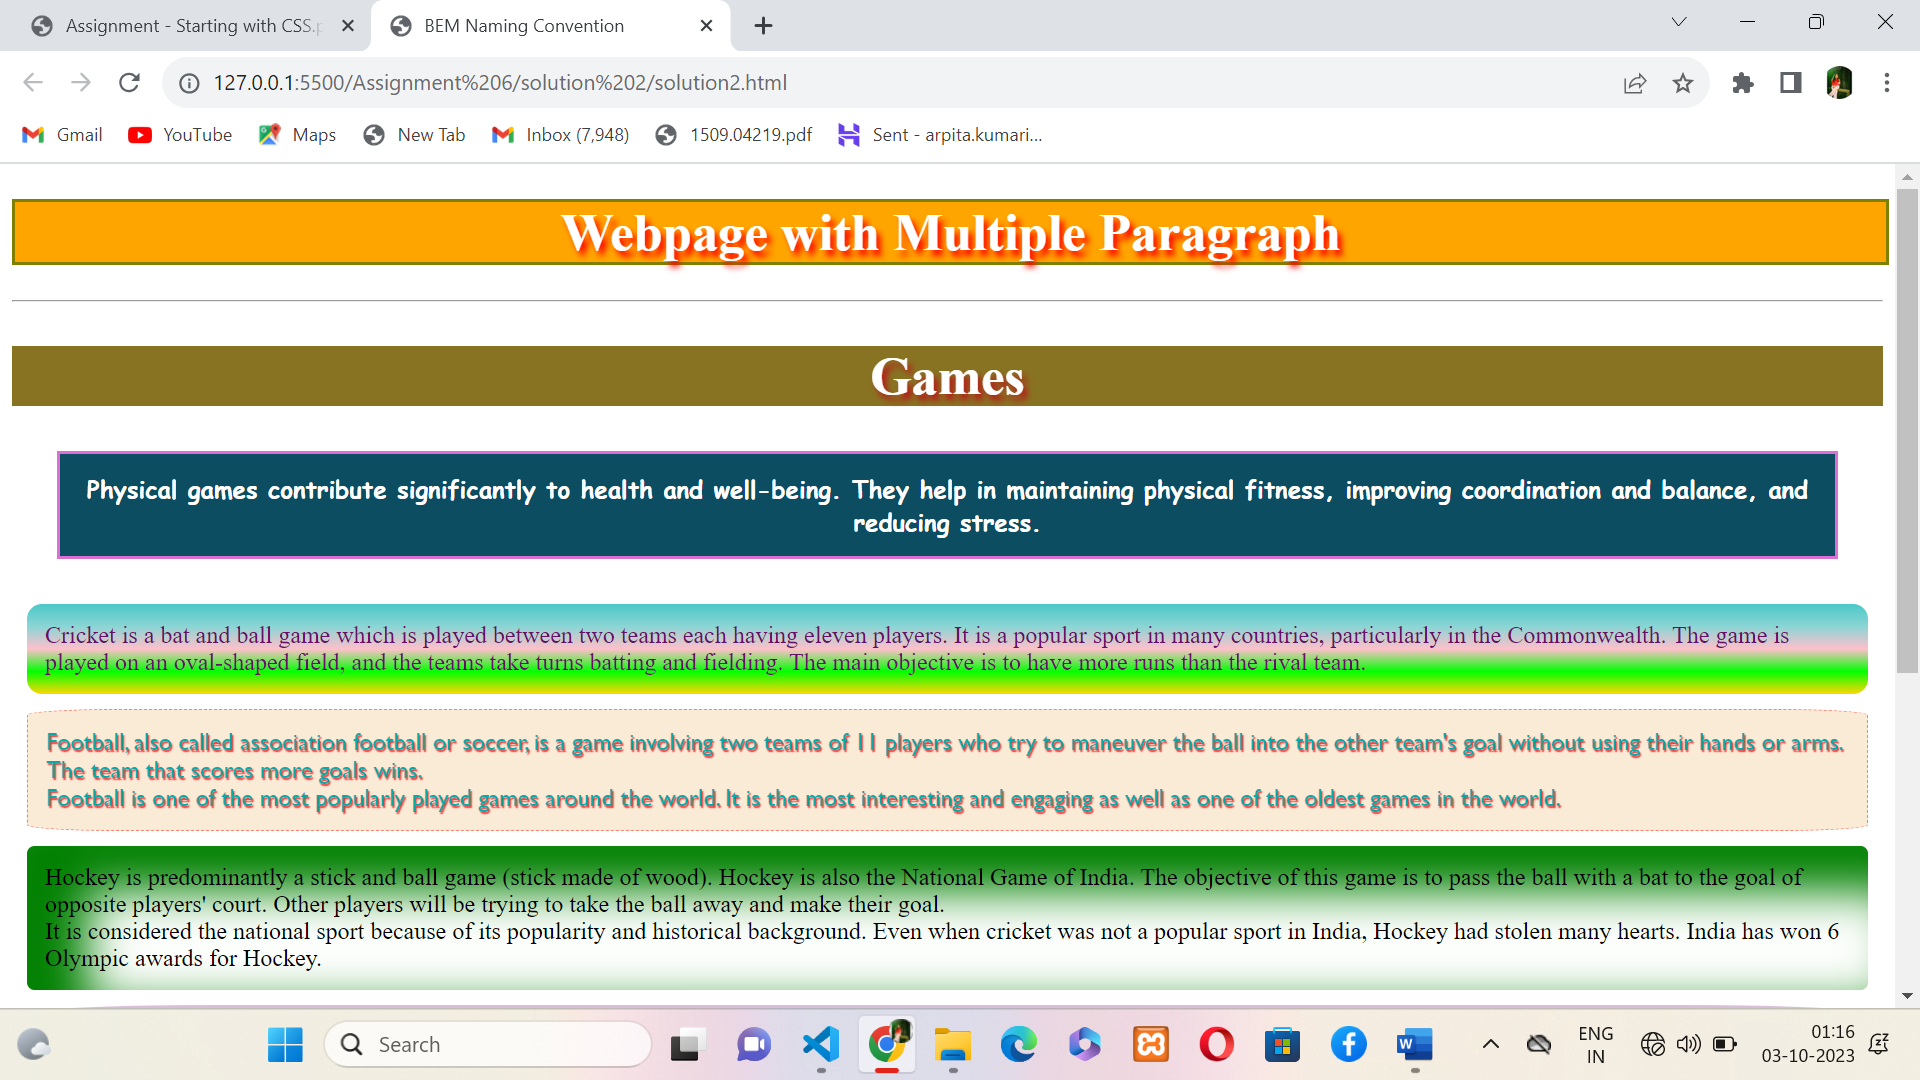 Assignment - Starting with CSS.p
BEM Naming Convention
127.0.0.1:5500/Assignment%206/solution%202/solution2.html
Gmail
YouTube
Maps
New Tab
Inbox (7,948)
1509.04219.pdf
Sent - arpita.kumari...
Webpage with Multiple Paragraph
Games
Physical games contribute significantly to health and well-being. They help in maintaining physical fitness, improving coordination and balance, and
reducing stress.
Cricket is a bat and ball game which is played between two teams each having eleven players. It is a popular sport in many countries, particularly in the Commonwealth. The game is
played on an oval-shaped field, and the teams take turns batting and fielding. The main objective is to have more runs than the rival team.
Football, also called association football or soccer, is a game involving two teams of 11 players who try to maneuver the ball into the other team's goal without using their hands or arms.
The team that scores more goals wins.
Football is one of the most popularly played games around the world. It is the most interesting and engaging as well as one of the oldest games in the world.
Hockey is predominantly a stick and ball game (stick made of wood). Hockey is also the National Game of India. The objective of this game is to pass the ball with a bat to the goal of
opposite players' court. Other players will be trying to take the ball away and make their goal.
It is considered the national sport because of its popularity and historical background. Even when cricket was not a popular sport in India, Hockey had stolen many hearts. India has won 6
Olympic awards for Hockey.
Search
ENG
IN
01:16
03-10-2023